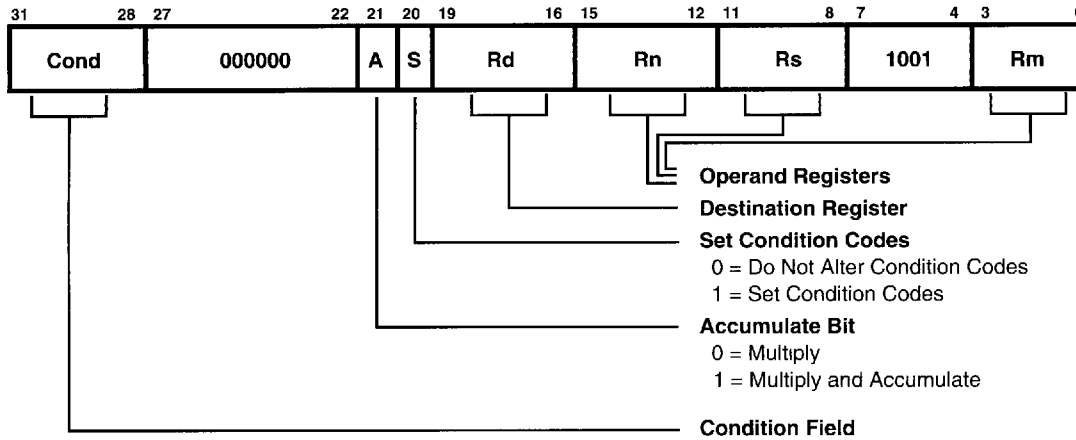 31 28 27 22 21 20 19 16 15 12 11 8 7 4 3
Cond 000000 A S Rd Rn Rs 1001 Rm
Operand Registers
Destination Register
Set Condition Codes
0 = Do Not Alter Condition Codes
1 = Set Condition Codes
Accumulate Bit
0 = Multiply
1 = Multiply and Accumulate
Condition Field